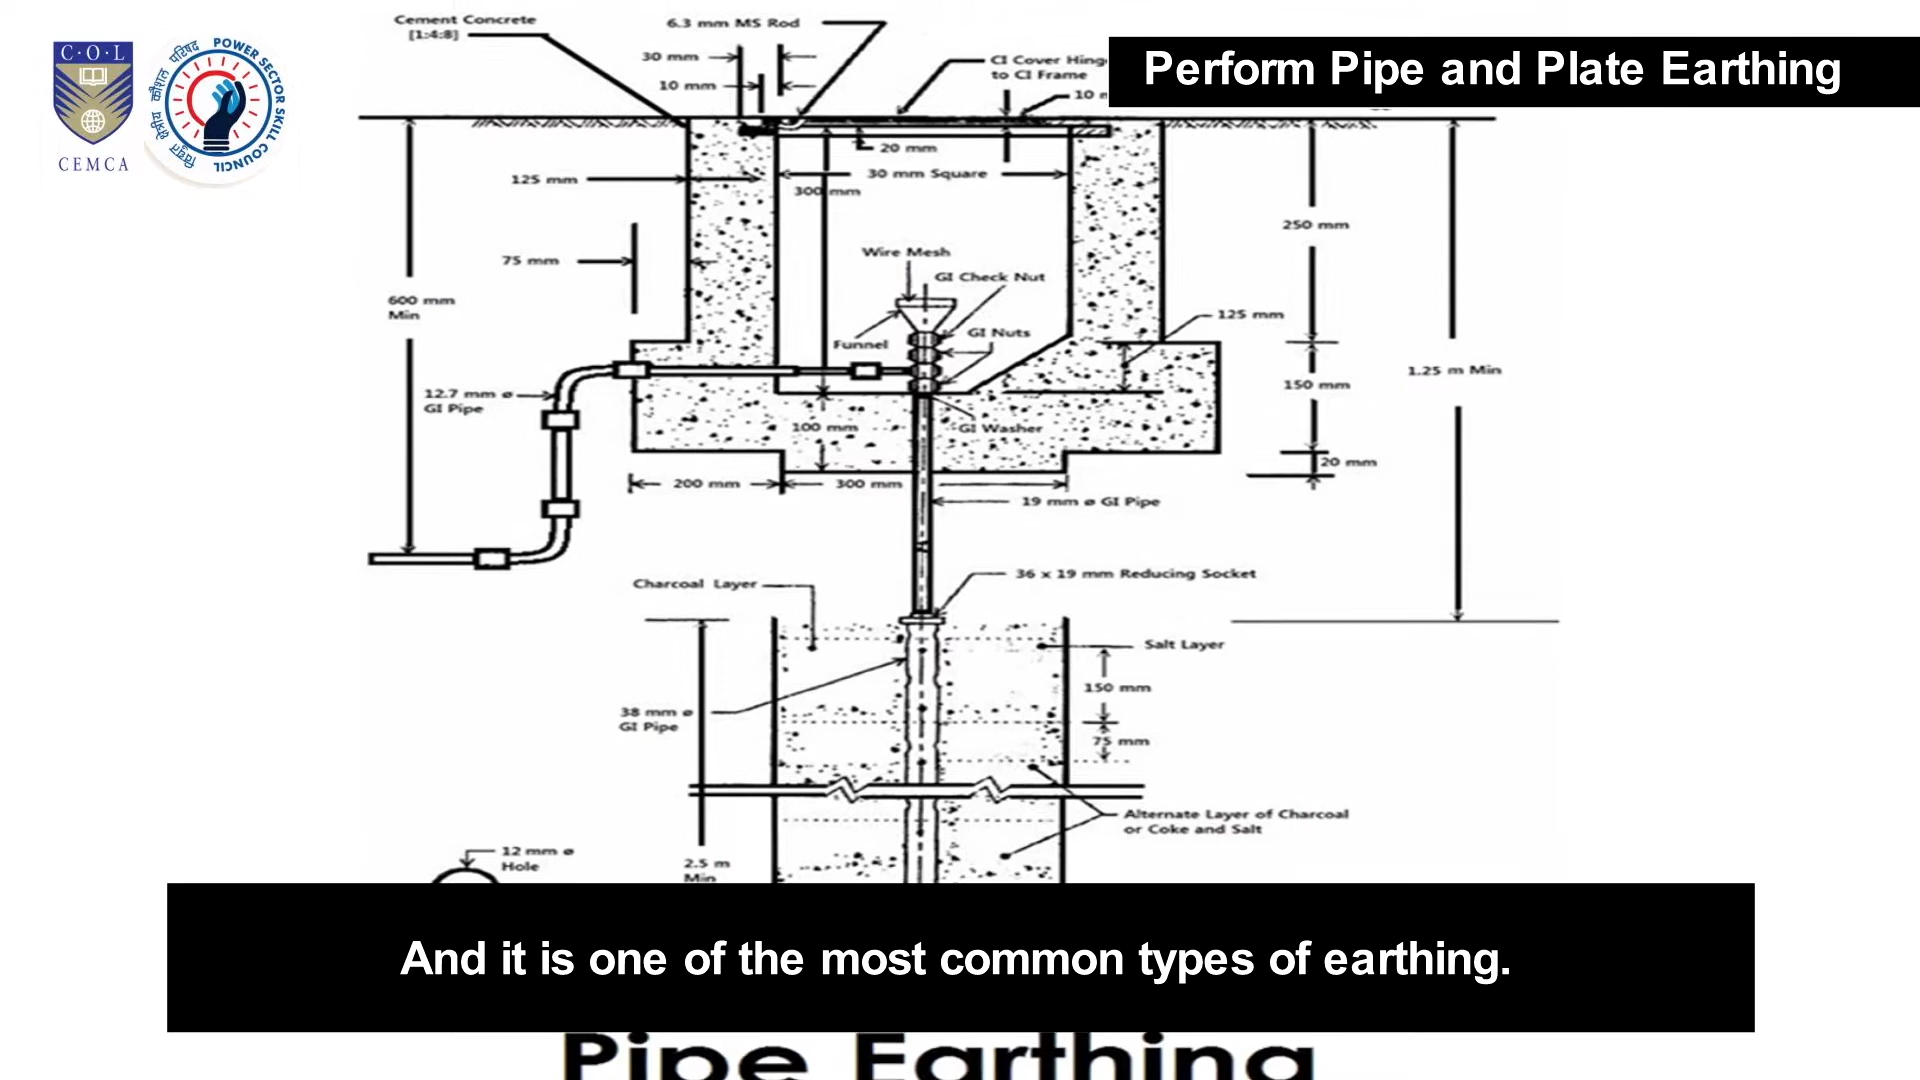 C·O·L
CEMCA
विद्युत कौशल परिषद
POWER SECTOR SKILL COUNCIL
Perform Pipe and Plate Earthing
Cement Concrete
[1:4:8]
6.3 mm MS Rod
30 mm
10 mm
CI Cover Hing
to CI Frame
20 mm
125 mm
30 mm Square
300 mm
250 mm
Wire Mesh
75 mm
GI Check Nut
600 mm
Min
125 mm
GI Nuts
Funnel
1.25 m Min
150 mm
12.7 mm ø
GI Pipe
100 mm
GI Washer
20 mm
200 mm
300 mm
19 mm ø GI Pipe
36 x 19 mm Reducing Socket
Charcoal Layer
Salt Layer
150 mm
38 mm ø
GI Pipe
75 mm
Alternate Layer of Charcoal
or Coke and Salt
12 mm ø
Hole
2.5 m
Min
And it is one of the most common types of earthing.
Pipe Earthing